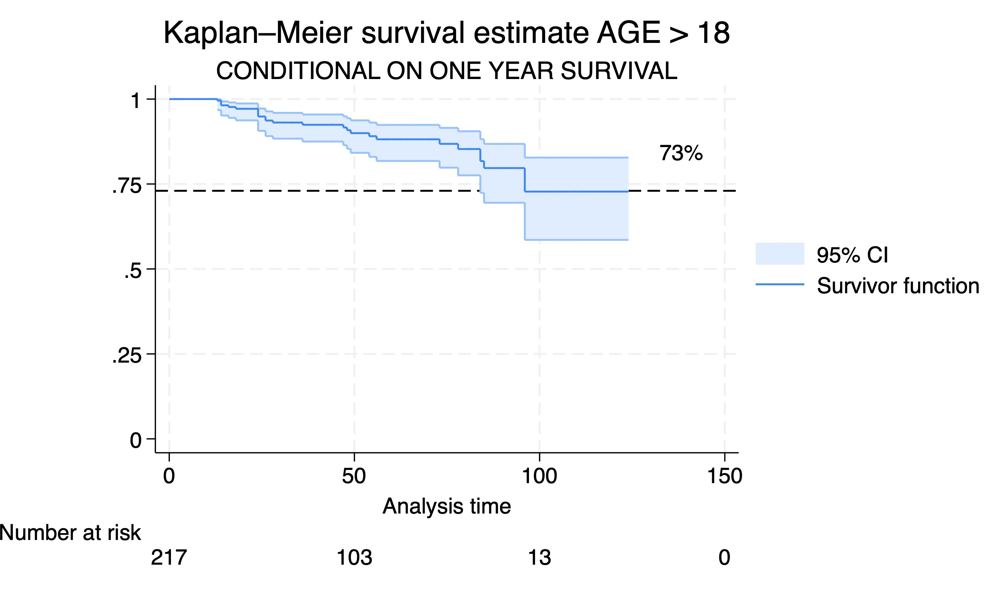 Kaplan–Meier survival estimate AGE > 18
CONDITIONAL ON ONE YEAR SURVIVAL
1
.75
.5
.25
0
73%
95% CI
Survivor function
0 50 100 150
Analysis time
Number at risk
217 103 13 0